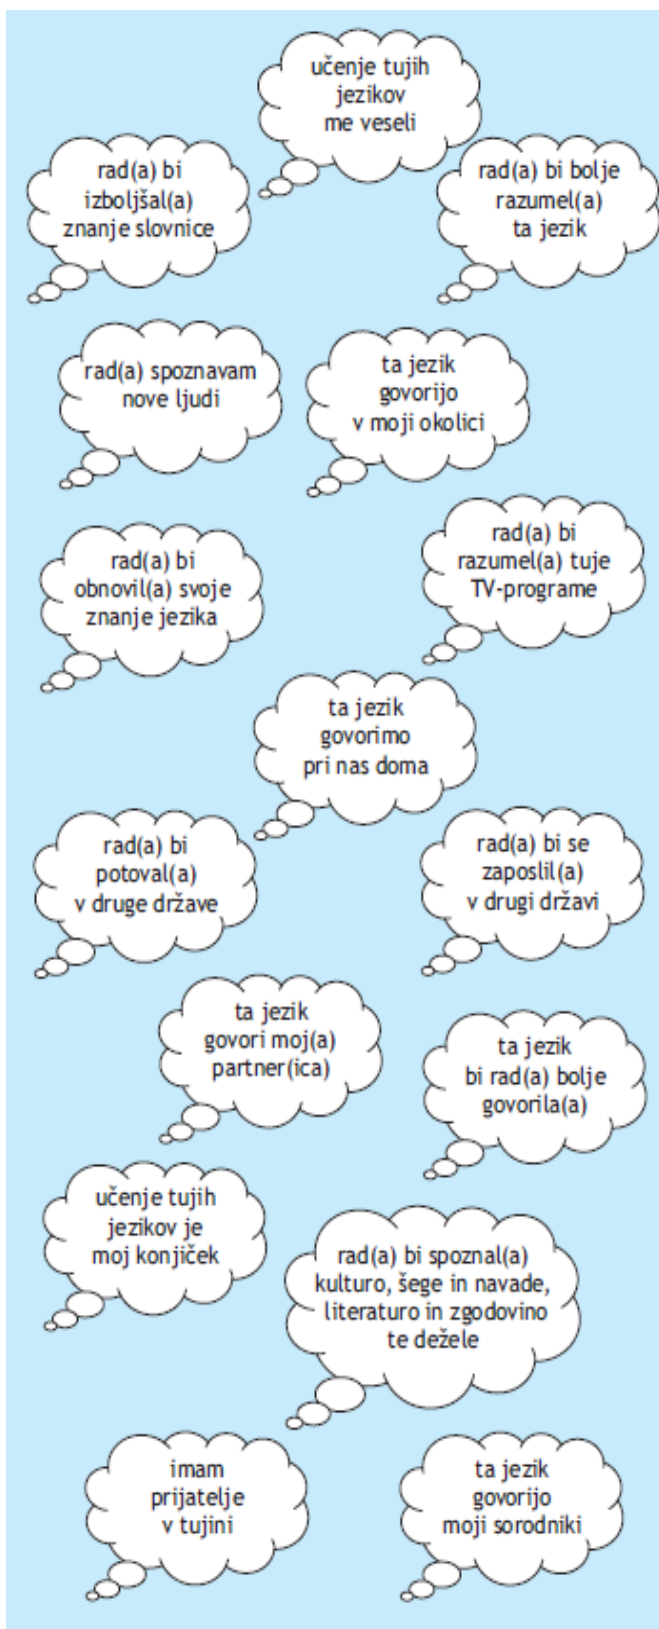 učenje tujih
jezikov
me veseli
rad(a) bi
izboljšal(a)
znanje slovnice
rad(a) bi bolje
razumel(a)
ta jezik
rad(a) spoznavam
nove ljudi
ta jezik
govorijo
v moji okolici
rad(a) bi
obnovil(a) svoje
znanje jezika
rad(a) bi
razumel(a) tuje
TV-programe
ta jezik
govorimo
pri nas doma
rad(a) bi
potoval(a)
v druge države
rad(a) bi se
zaposlil(a)
v drugi državi
ta jezik
govori moj(a)
partner(ica)
ta jezik
bi rad(a) bolje
govorila(a)
učenje tujih
jezikov je
moj konjiček
rad(a) bi spoznal(a)
kulturo, šege in navade,
literaturo in zgodovino
te dežele
imam
prijatelje
v tujini
ta jezik
govorijo
moji sorodniki